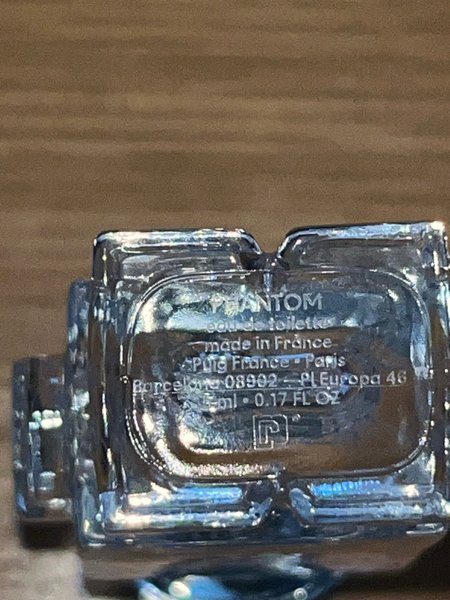 PHANTOM
eau de toilette
made in France
Puig France - Paris
Barcelona 08902 - Pl Europa 46
5ml • 0.17 FL OZ
P